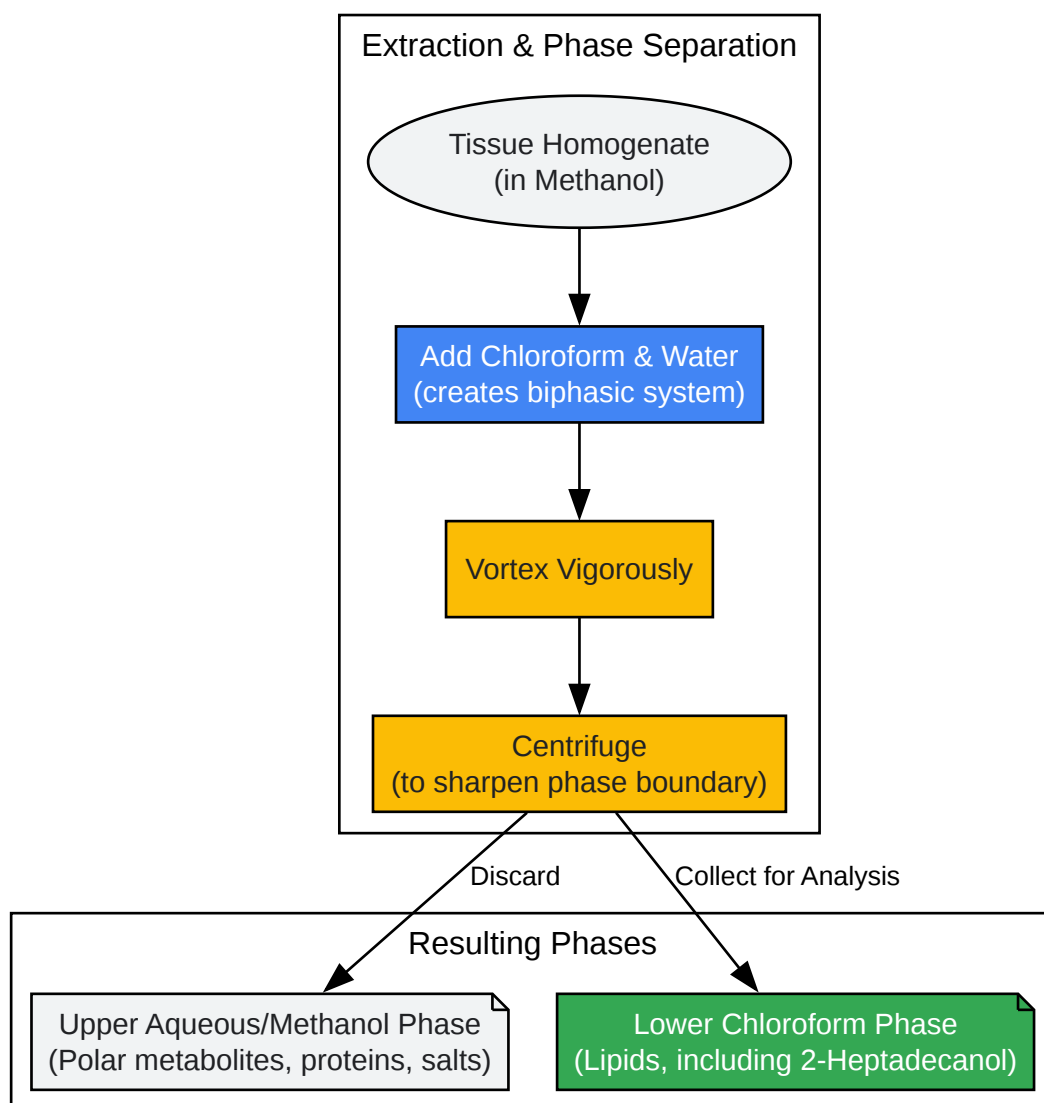 Extraction & Phase Separation
Tissue Homogenate
(in Methanol)
Add Chloroform & Water
(creates biphasic system)
Vortex Vigorously
Centrifuge
(to sharpen phase boundary)
Discard
Collect for Analysis
Resulting Phases
Upper Aqueous/Methanol Phase
(Polar metabolites, proteins, salts)
Lower Chloroform Phase
(Lipids, including 2-Heptadecanol)